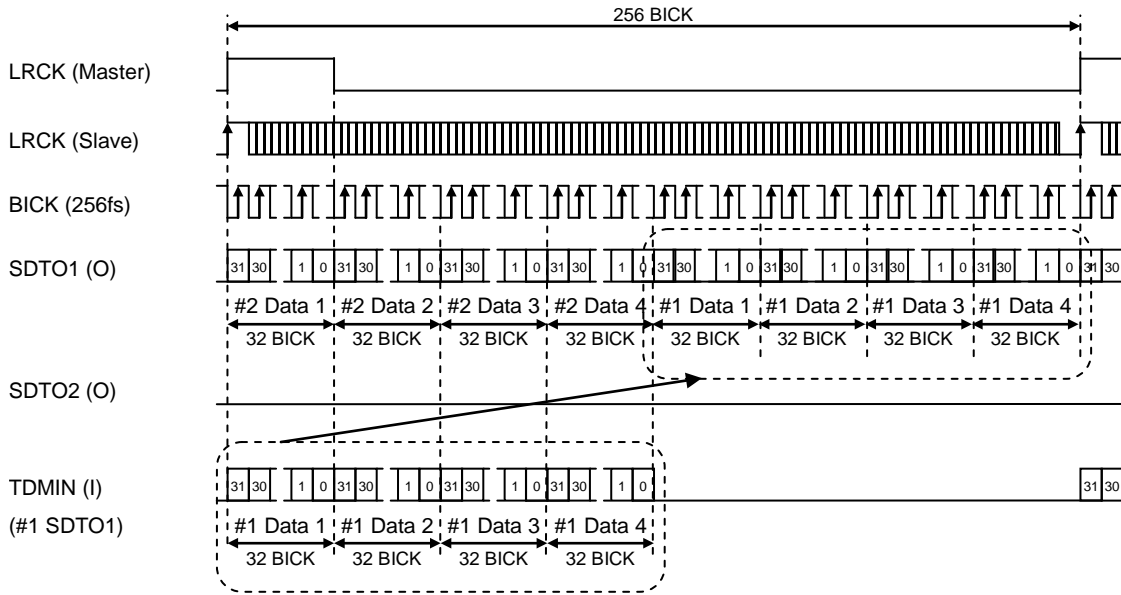 256 BICK
LRCK (Master)
LRCK (Slave)
BICK (256fs)
SDTO1 (O) 31 30 1 0 31 30 1 0 31 30 1 0 31 30 1 0 31 30 1 0 31 30 1 0 31 30 1 0 31 30 1 0 31 30
#2 Data 1 #2 Data 2 #2 Data 3 #2 Data 4 #1 Data 1 #1 Data 2 #1 Data 3 #1 Data 4
32 BICK 32 BICK 32 BICK 32 BICK 32 BICK 32 BICK 32 BICK 32 BICK
SDTO2 (O)
TDMIN (I) 31 30 1 0 31 30 1 0 31 30 1 0 31 30 1 0 31 30
(#1 SDTO1) #1 Data 1 #1 Data 2 #1 Data 3 #1 Data 4
32 BICK 32 BICK 32 BICK 32 BICK